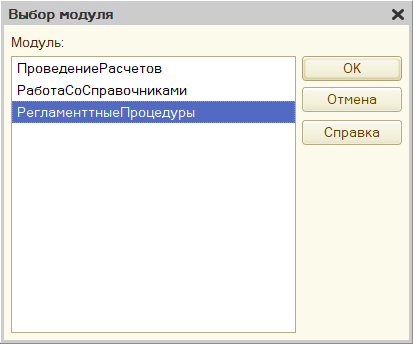 Выбор модуля
Модуль:
ПроведениеРасчетов
РаботаСоСправочниками
РегламенттныеПроцедуры
OK
Отмена
Справка